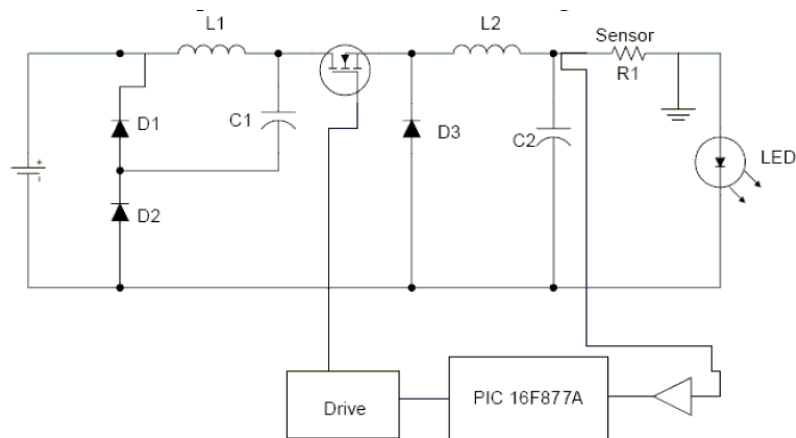 L1
L2
Sensor
R1
D1
C1
D3
C2
LED
D2
+
-
Drive
PIC 16F877A